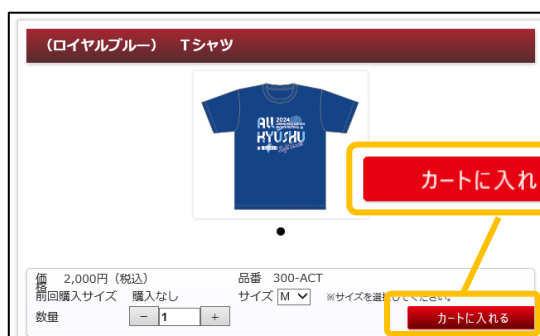 （ロイヤルブルー）　Tシャツ
ALL 2024
KYUSHU
カートに入れ
価格　2,000円（税込）　品番　300-ACT
前回購入サイズ　購入なし　サイズ M ※サイズを選択してください。
数量　－ 1 ＋　カートに入れる